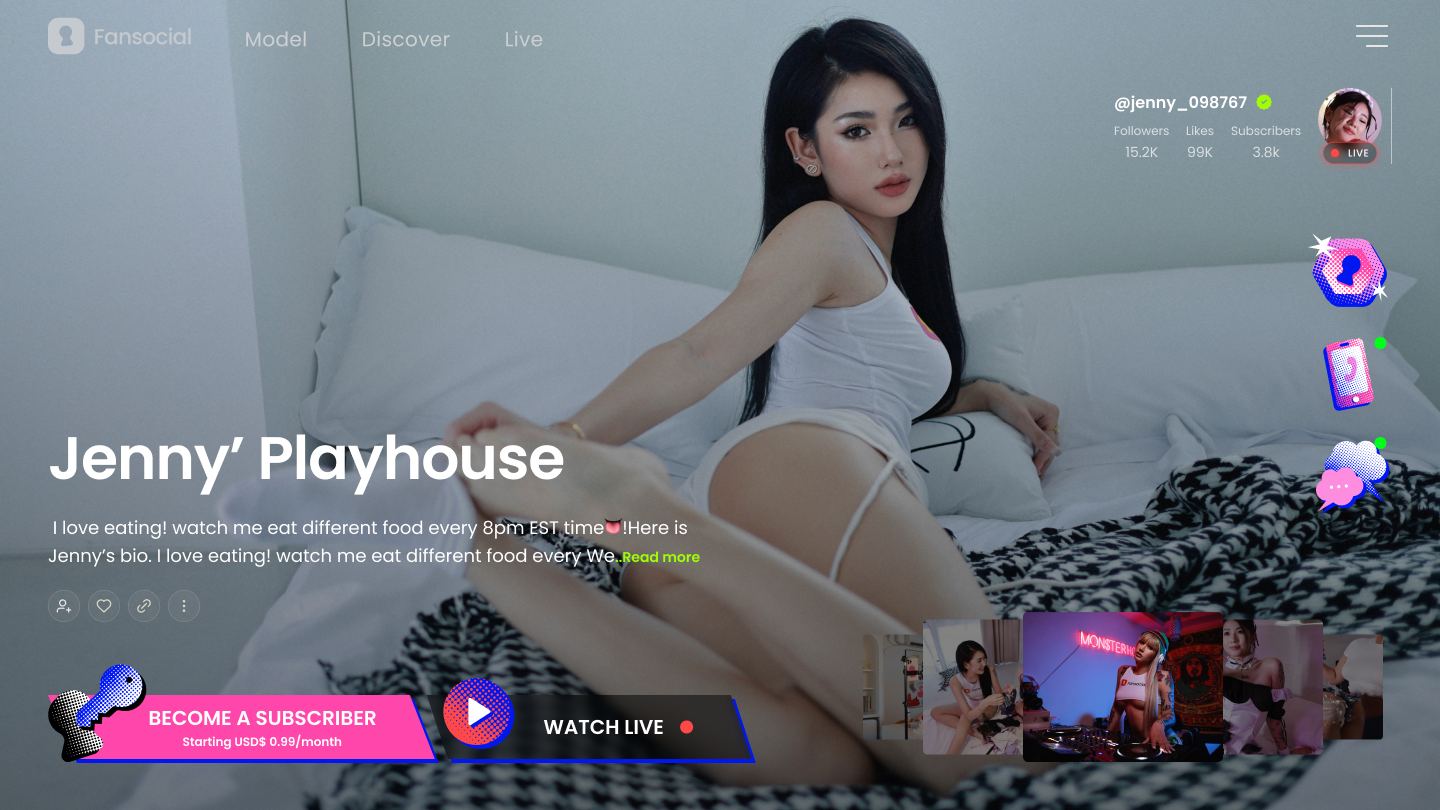 Fansocial
Model
Discover
Live
@jenny_098767
Followers Likes Subscribers
15.2K 99K 3.8k
LIVE
Jenny’ Playhouse
I love eating! watch me eat different food every 8pm EST time👅!Here is
Jenny’s bio. I love eating! watch me eat different food every We..Read more
BECOME A SUBSCRIBER
Starting USD$ 0.99/month
WATCH LIVE